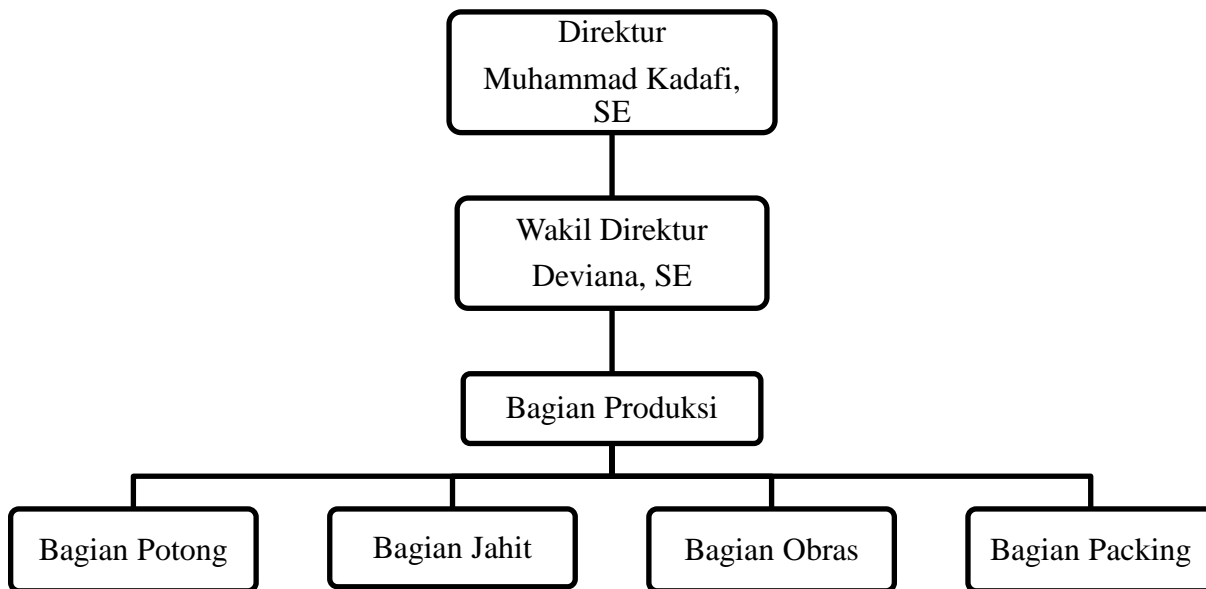 Direktur
Muhammad Kadafi,
SE
Wakil Direktur
Deviana, SE
Bagian Produksi
Bagian Potong
Bagian Jahit
Bagian Obras
Bagian Packing